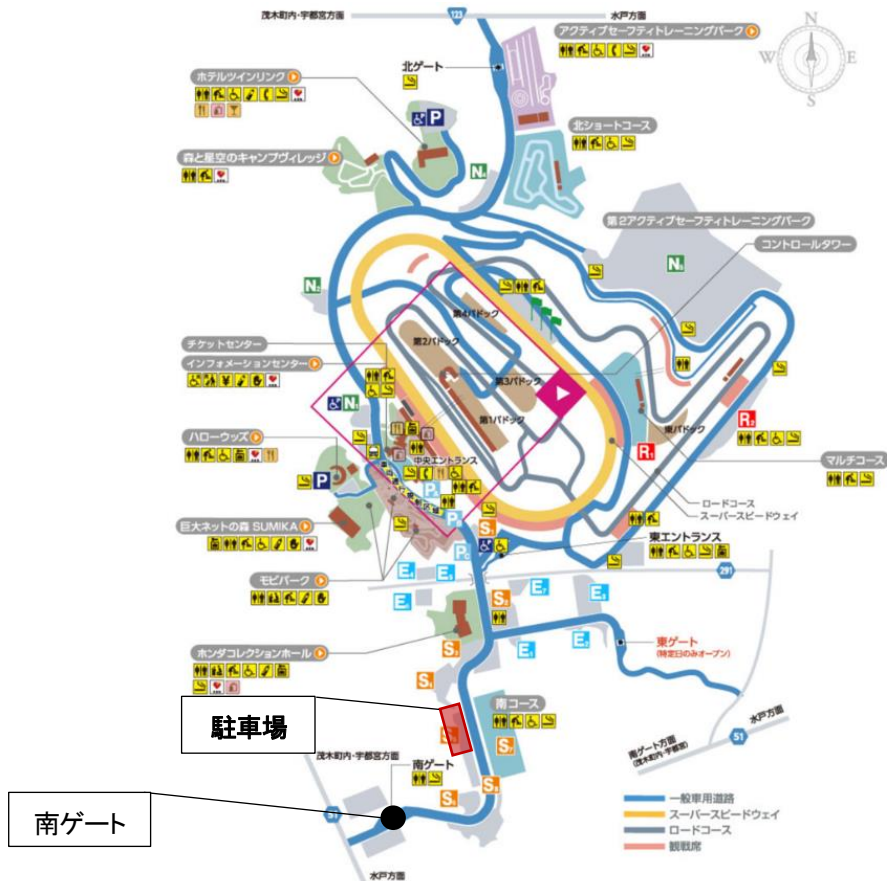 茂木町内・宇都宮方面
123
水戸方面
アクティブセーフティトレーニングパーク
N
W
E
S
北ゲート
ホテルツインリンク
P
北ショートコース
森と星空のキャンプヴィレッジ
第2アクティブセーフティトレーニングパーク
コントロールタワー
N5
N2
第4パドック
第2パドック
チケットセンター
インフォメーションセンター
第3パドック
第1パドック
東パドック
R2
R1
ハローウッズ
中央エントランス
P
マルチコース
ロードコース
スーパースピードウェイ
巨大ネットの森 SUMIKA
S1
東エントランス
モビパーク
291
S2
東ゲート
(特定日のみオープン)
ホンダコレクションホール
南コース
駐車場
S7
水戸方面
51
南ゲート方面
(茂木町内・宇都宮)
茂木町内・宇都宮方面
南ゲート
南ゲート
51
水戸方面
一般車用道路
スーパースピードウェイ
ロードコース
観戦席